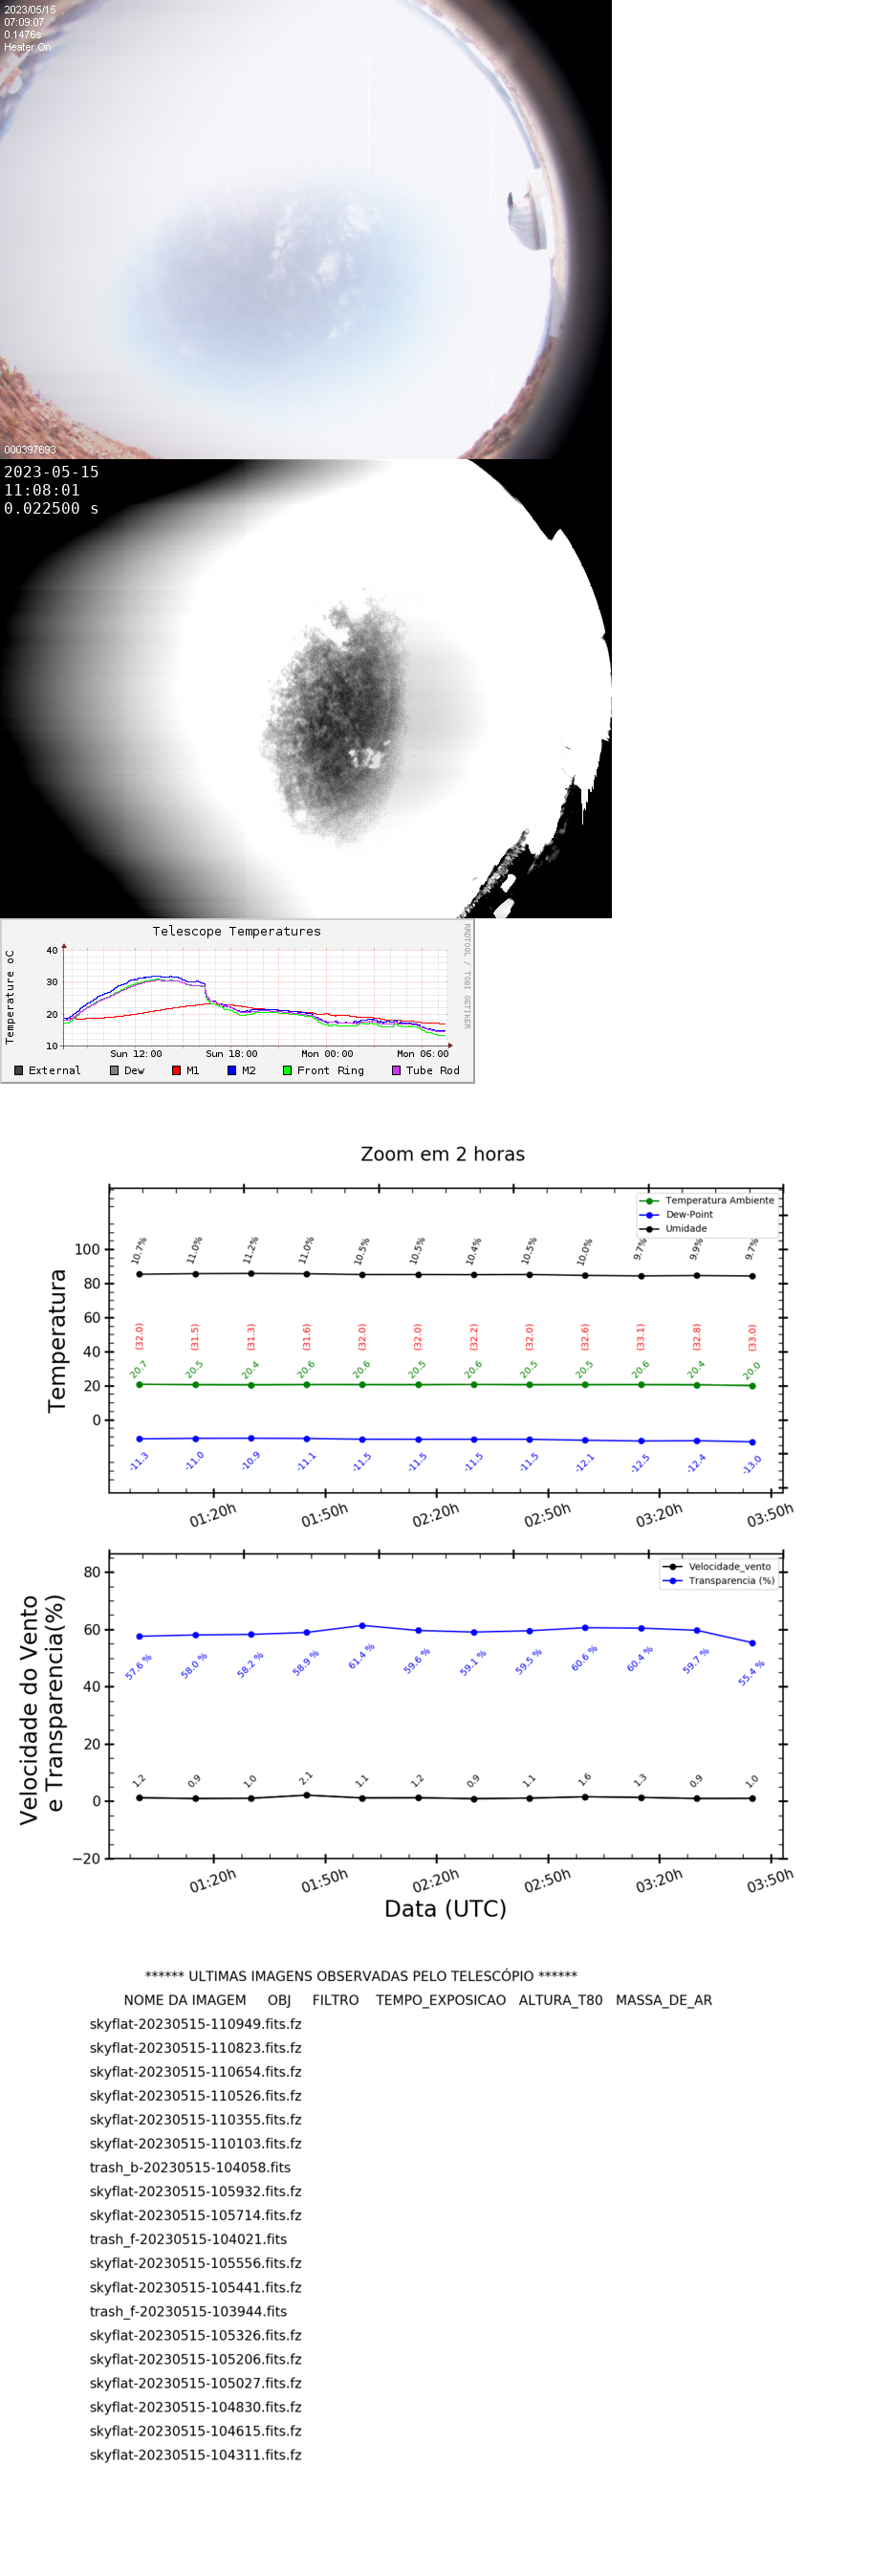 2023/05/15
07:09:07
0.1476s
Heater On
000397693
2023-05-15
11:08:01
0.022500 s
Telescope Temperatures
RRDTOOL / TOBI OETIKER
Temperature oC
40
30
20
10
Sun 12:00 Sun 18:00 Mon 00:00 Mon 06:00
External Dew M1 M2 Front Ring Tube Rod
Zoom em 2 horas
Temperatura Ambiente
Dew-Point
Umidade
Temperatura
100
80
60
40
20
0
10.7% 11.0% 11.2% 11.0% 10.5% 10.5% 10.4% 10.5% 10.0% 9.7% 9.9% 9.7%
(32.0) (31.5) (31.3) (31.6) (32.0) (32.0) (32.2) (32.0) (32.6) (33.1) (32.8) (33.0)
20.7 20.5 20.4 20.6 20.6 20.5 20.6 20.5 20.5 20.6 20.4 20.0
-11.3 -11.0 -10.9 -11.1 -11.5 -11.5 -11.5 -11.5 -12.1 -12.5 -12.4 -13.0
01:20h 01:50h 02:20h 02:50h 03:20h 03:50h
Velocidade_vento
Transparencia (%)
Velocidade do Vento
e Transparencia(%)
80
60
40
20
0
−20
57.6 % 58.0 % 58.2 % 58.9 % 61.4 % 59.6 % 59.1 % 59.5 % 60.6 % 60.4 % 59.7 % 55.4 %
1.2 0.9 1.0 2.1 1.1 1.2 0.9 1.1 1.6 1.3 0.9 1.0
01:20h 01:50h 02:20h 02:50h 03:20h 03:50h
Data (UTC)
****** ULTIMAS IMAGENS OBSERVADAS PELO TELESCÓPIO ******
NOME DA IMAGEM OBJ FILTRO TEMPO_EXPOSICAO ALTURA_T80 MASSA_DE_AR
skyflat-20230515-110949.fits.fz
skyflat-20230515-110823.fits.fz
skyflat-20230515-110654.fits.fz
skyflat-20230515-110526.fits.fz
skyflat-20230515-110355.fits.fz
skyflat-20230515-110103.fits.fz
trash_b-20230515-104058.fits
skyflat-20230515-105932.fits.fz
skyflat-20230515-105714.fits.fz
trash_f-20230515-104021.fits
skyflat-20230515-105556.fits.fz
skyflat-20230515-105441.fits.fz
trash_f-20230515-103944.fits
skyflat-20230515-105326.fits.fz
skyflat-20230515-105206.fits.fz
skyflat-20230515-105027.fits.fz
skyflat-20230515-104830.fits.fz
skyflat-20230515-104615.fits.fz
skyflat-20230515-104311.fits.fz